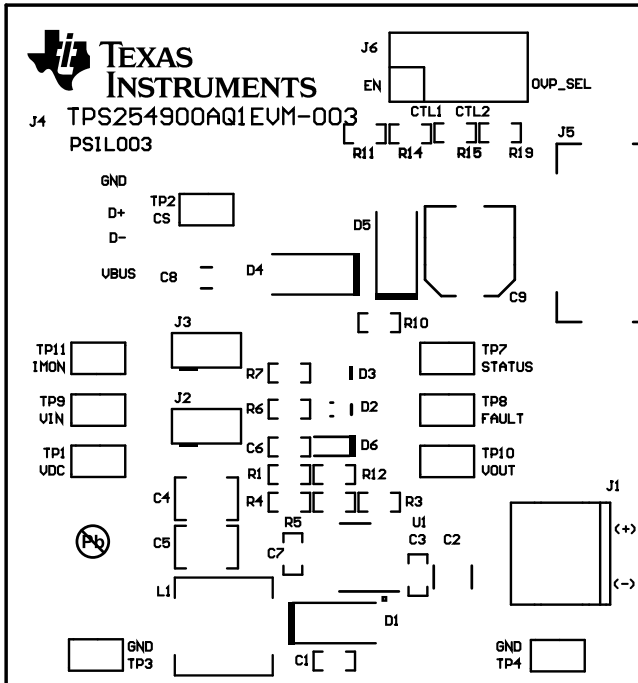 TEXAS
INSTRUMENTS
J4 TPS254900AQ1EVM-003
PSIL003
J6
EN
OVP_SEL
CTL1 CTL2
R11 R14 R15 R19
J5
GND
D+
D-
VBUS
TP2
CS
C8
D4
D5
C9
R10
TP11
IMON
J3
R7
D3
TP7
STATUS
TP9
VIN
J2
R6
D2
TP8
FAULT
TP1
VDC
C6
D6
TP10
VOUT
R1
R12
C4
R4
R3
J1
R5
U1
(+)
Pb
C5
C7
C3 C2
L1
(-)
D1
GND
TP3
C1
GND
TP4